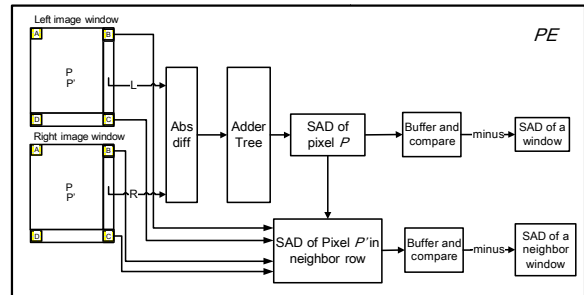 Left image window
PE
A
B
P
P'
L
D
C
Right image window
A
B
P
P'
R
D
C
Abs
diff
Adder
Tree
SAD of
pixel P
Buffer and
compare
minus
SAD of a
window
SAD of Pixel P' in
neighbor row
Buffer and
compare
minus
SAD of a
neighbor
window